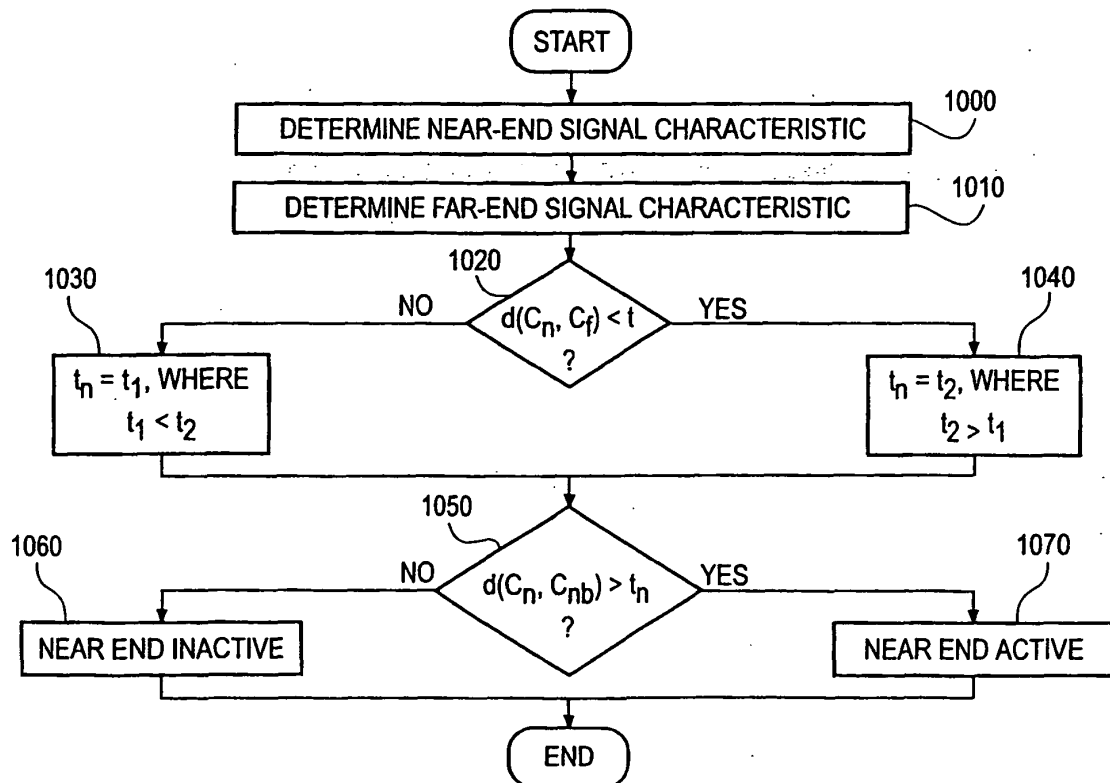 START
1000
DETERMINE NEAR-END SIGNAL CHARACTERISTIC
1010
DETERMINE FAR-END SIGNAL CHARACTERISTIC
1020
1030
NO
d(Cn, Cf) < t
?
YES
1040
tn = t1, WHERE
t1 < t2
tn = t2, WHERE
t2 > t1
1050
1060
NO
d(Cn, Cnb) > tn
?
YES
1070
NEAR END INACTIVE
NEAR END ACTIVE
END